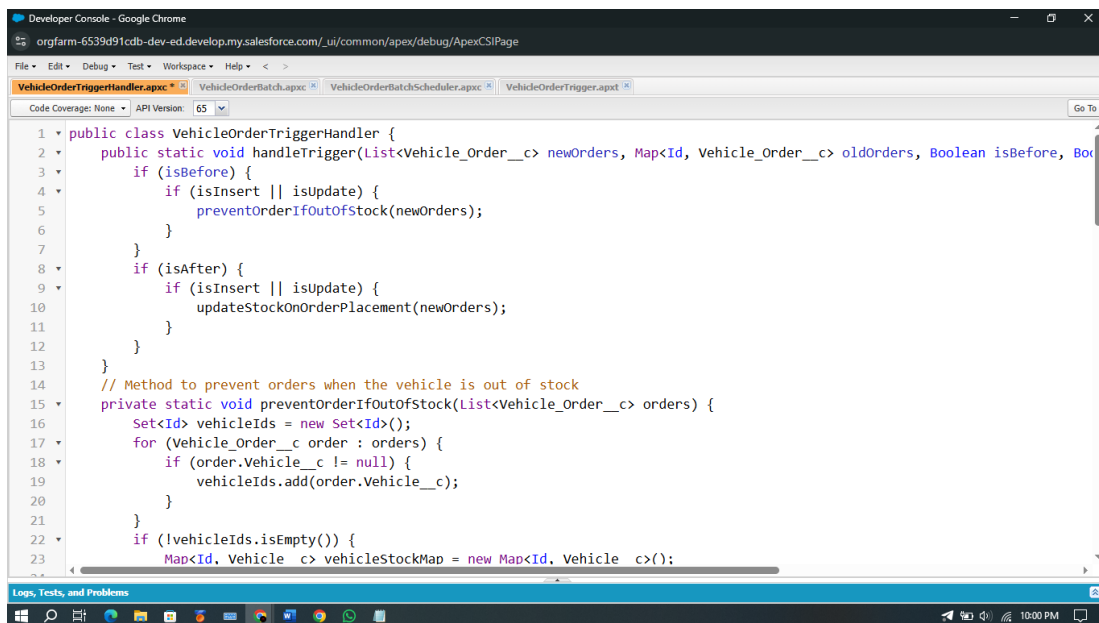 Developer Console - Google Chrome
orgfarm-6539d91cdb-dev-ed.develop.my.salesforce.com/_ui/common/apex/debug/ApexCSIPage
File Edit Debug Test Workspace Help < >
VehicleOrderTriggerHandler.apxc * VehicleOrderBatch.apxc VehicleOrderBatchScheduler.apxc VehicleOrderTrigger.apxt
Code Coverage: None API Version: 65 Go To
1 public class VehicleOrderTriggerHandler {
2 public static void handleTrigger(List<Vehicle_Order__c> newOrders, Map<Id, Vehicle_Order__c> oldOrders, Boolean isBefore, Boo
3 if (isBefore) {
4 if (isInsert || isUpdate) {
5 preventOrderIfOutOfStock(newOrders);
6 }
7 }
8 if (isAfter) {
9 if (isInsert || isUpdate) {
10 updateStockOnOrderPlacement(newOrders);
11 }
12 }
13 }
14 // Method to prevent orders when the vehicle is out of stock
15 private static void preventOrderIfOutOfStock(List<Vehicle_Order__c> orders) {
16 Set<Id> vehicleIds = new Set<Id>();
17 for (Vehicle_Order__c order : orders) {
18 if (order.Vehicle__c != null) {
19 vehicleIds.add(order.Vehicle__c);
20 }
21 }
22 if (!vehicleIds.isEmpty()) {
23 Map<Id, Vehicle__c> vehicleStockMap = new Map<Id, Vehicle__c>();
Logs, Tests, and Problems
10:00 PM